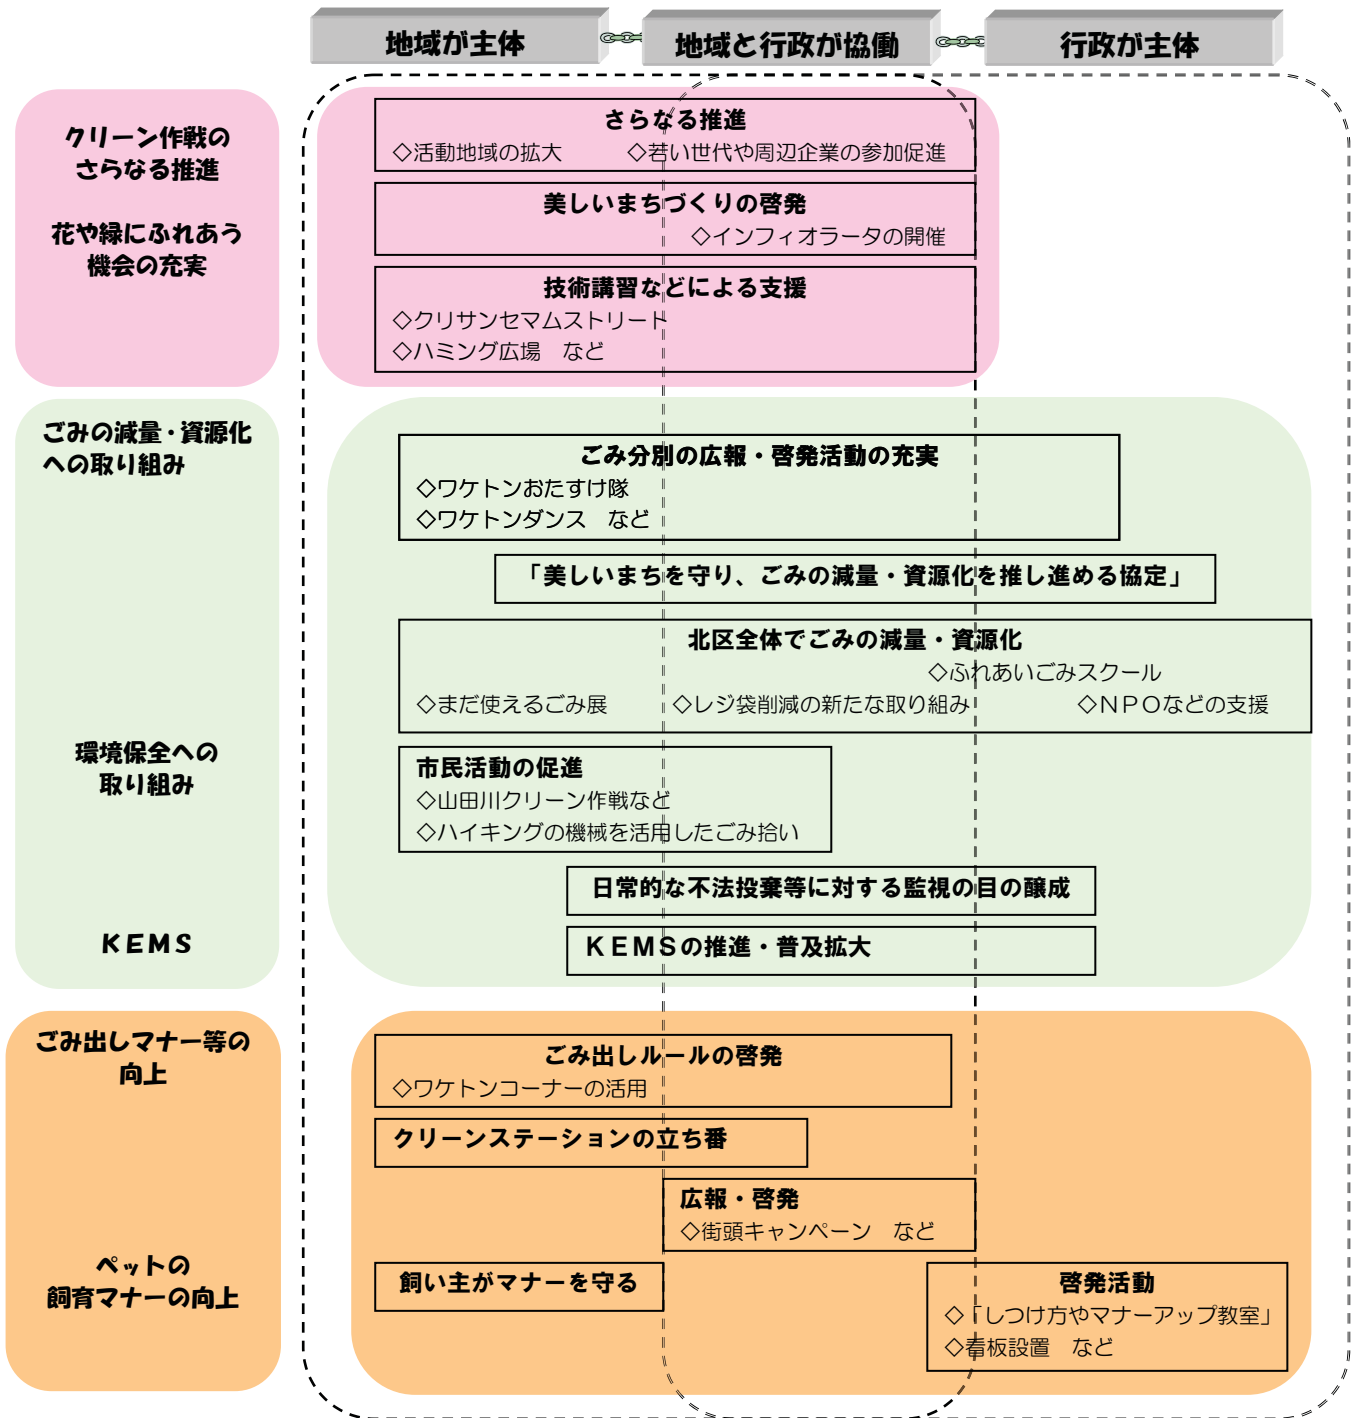 地域が主体
地域と行政が協働
行政が主体
クリーン作戦の
さらなる推進
花や緑にふれあう
機会の充実
さらなる推進
◇活動地域の拡大　　◇若い世代や周辺企業の参加促進
美しいまちづくりの啓発
◇インフィオラータの開催
技術講習などによる支援
◇クリサンセマムストリート
◇ハミング広場　など
ごみの減量・資源化
への取り組み
ごみ分別の広報・啓発活動の充実
◇ワケトンおたすけ隊
◇ワケトンダンス　など
「美しいまちを守り、ごみの減量・資源化を推し進める協定」
北区全体でごみの減量・資源化
◇ふれあいごみスクール
◇まだ使えるごみ展　　◇レジ袋削減の新たな取り組み　　◇ＮＰＯなどの支援
環境保全への
取り組み
市民活動の促進
◇山田川クリーン作戦など
◇ハイキングの機械を活用したごみ拾い
日常的な不法投棄等に対する監視の目の醸成
ＫＥＭＳ
ＫＥＭＳの推進・普及拡大
ごみ出しマナー等の
向上
ごみ出しルールの啓発
◇ワケトンコーナーの活用
クリーンステーションの立ち番
広報・啓発
◇街頭キャンペーン　など
ペットの
飼育マナーの向上
飼い主がマナーを守る
啓発活動
◇「しつけ方やマナーアップ教室」
◇看板設置　など